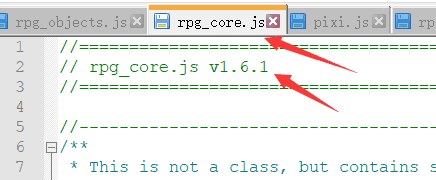 rpg_objects.js rpg_core.js pixi.js
1 //
2 // rpg_core.js v1.6.1
3 //
4
5 //
6 /**
7 * This is not a class, but contains